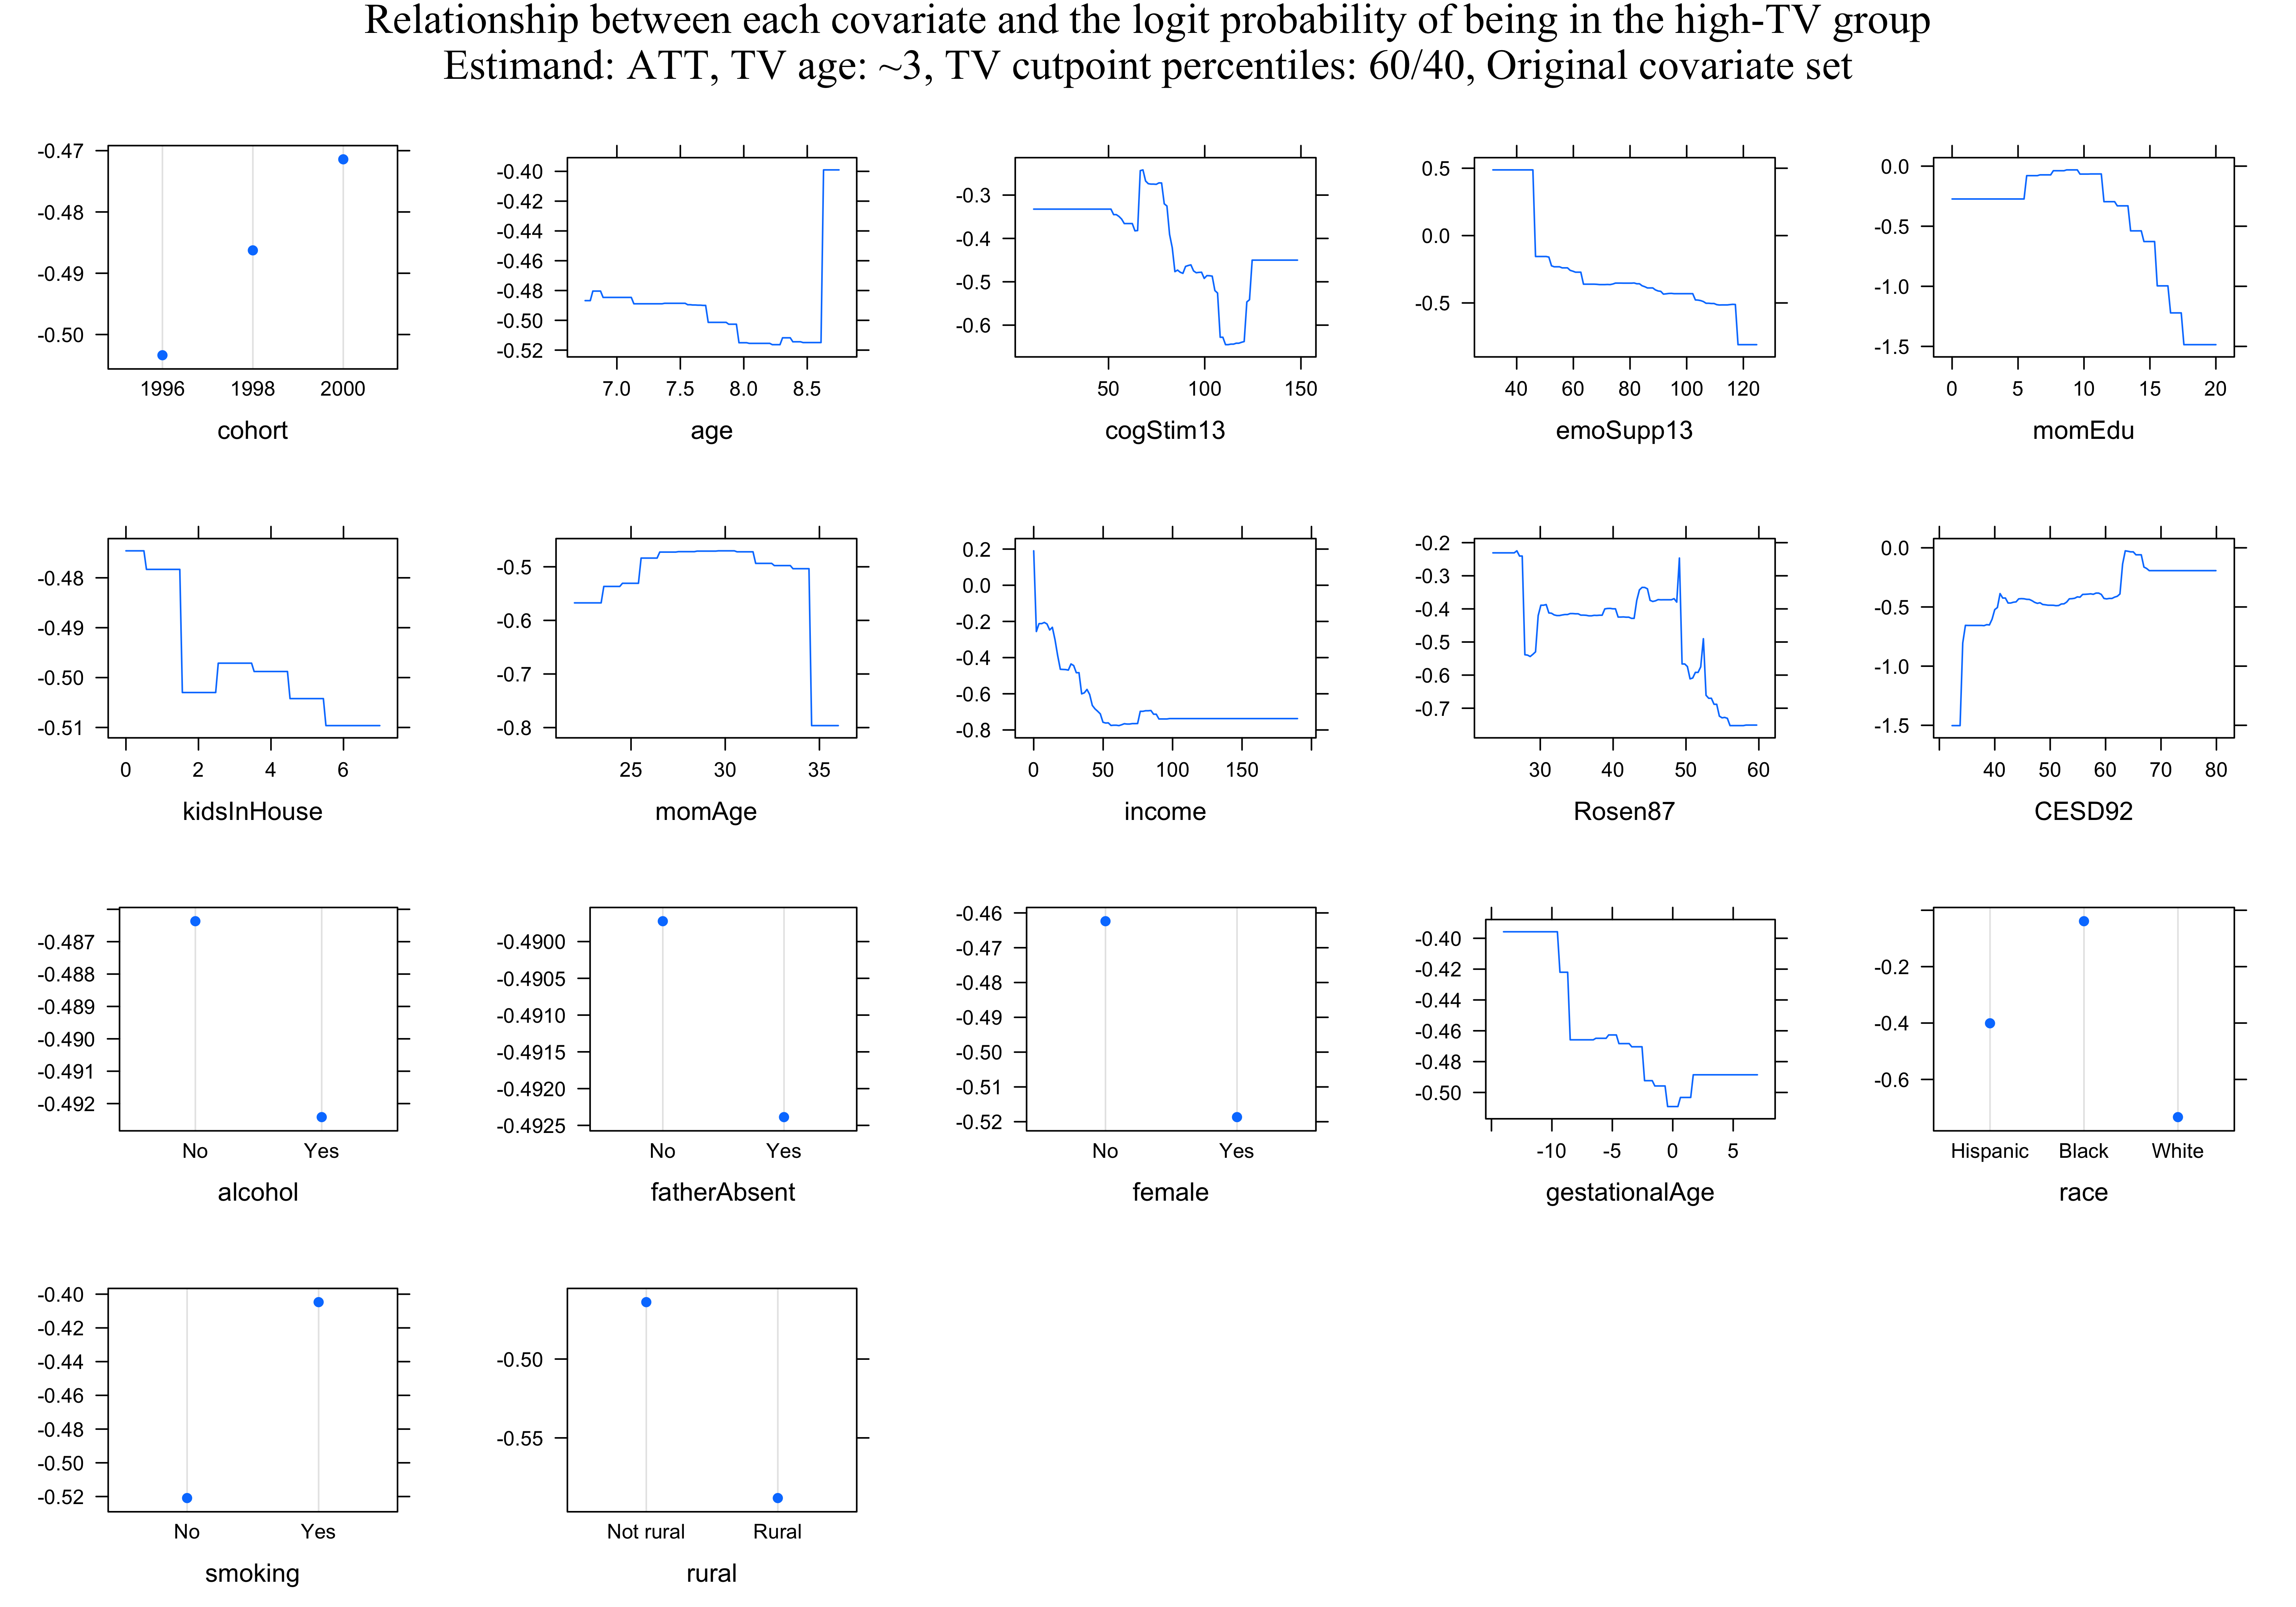 Relationship between each covariate and the logit probability of being in the high-TV group
Estimand: ATT, TV age: ~3, TV cutpoint percentiles: 60/40, Original covariate set
-0.47
-0.48
-0.49
-0.50
1996 1998 2000
cohort
-0.40
-0.42
-0.44
-0.46
-0.48
-0.50
-0.52
7.0 7.5 8.0 8.5
age
-0.3
-0.4
-0.5
-0.6
50 100 150
cogStim13
0.5
0.0
-0.5
40 60 80 100 120
emoSupp13
0.0
-0.5
-1.0
-1.5
0 5 10 15 20
momEdu
-0.48
-0.49
-0.50
-0.51
0 2 4 6
kidsInHouse
-0.5
-0.6
-0.7
-0.8
25 30 35
momAge
0.2
0.0
-0.2
-0.4
-0.6
-0.8
0 50 100 150
income
-0.2
-0.3
-0.4
-0.5
-0.6
-0.7
30 40 50 60
Rosen87
0.0
-0.5
-1.0
-1.5
40 50 60 70 80
CESD92
-0.487
-0.488
-0.489
-0.490
-0.491
-0.492
No Yes
alcohol
-0.4900
-0.4905
-0.4910
-0.4915
-0.4920
-0.4925
No Yes
fatherAbsent
-0.46
-0.47
-0.48
-0.49
-0.50
-0.51
-0.52
No Yes
female
-0.40
-0.42
-0.44
-0.46
-0.48
-0.50
-10 -5 0 5
gestationalAge
-0.2
-0.4
-0.6
Hispanic Black White
race
-0.40
-0.42
-0.44
-0.46
-0.48
-0.50
-0.52
No Yes
smoking
-0.50
-0.55
Not rural Rural
rural